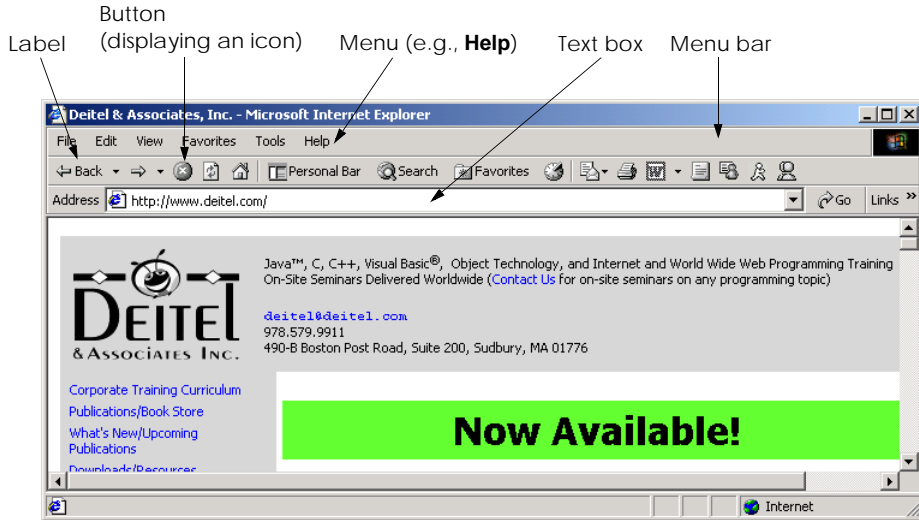 Button
Label (displaying an icon) Menu (e.g., Help) Text box Menu bar
Deitel & Associates, Inc. - Microsoft Internet Explorer
File Edit View Favorites Tools Help
Back Personal Bar Search Favorites
Address http://www.deitel.com/ Go Links »
Java™, C, C++, Visual Basic®, Object Technology, and Internet and World Wide Web Programming Training
On-Site Seminars Delivered Worldwide (Contact Us for on-site seminars on any programming topic)
DEITEL
& ASSOCIATES INC.
deitel@deitel.com
978.579.9911
490-B Boston Post Road, Suite 200, Sudbury, MA 01776
Corporate Training Curriculum
Publications/Book Store
What's New/Upcoming
Publications
Downloads/Resources
Now Available!
Internet